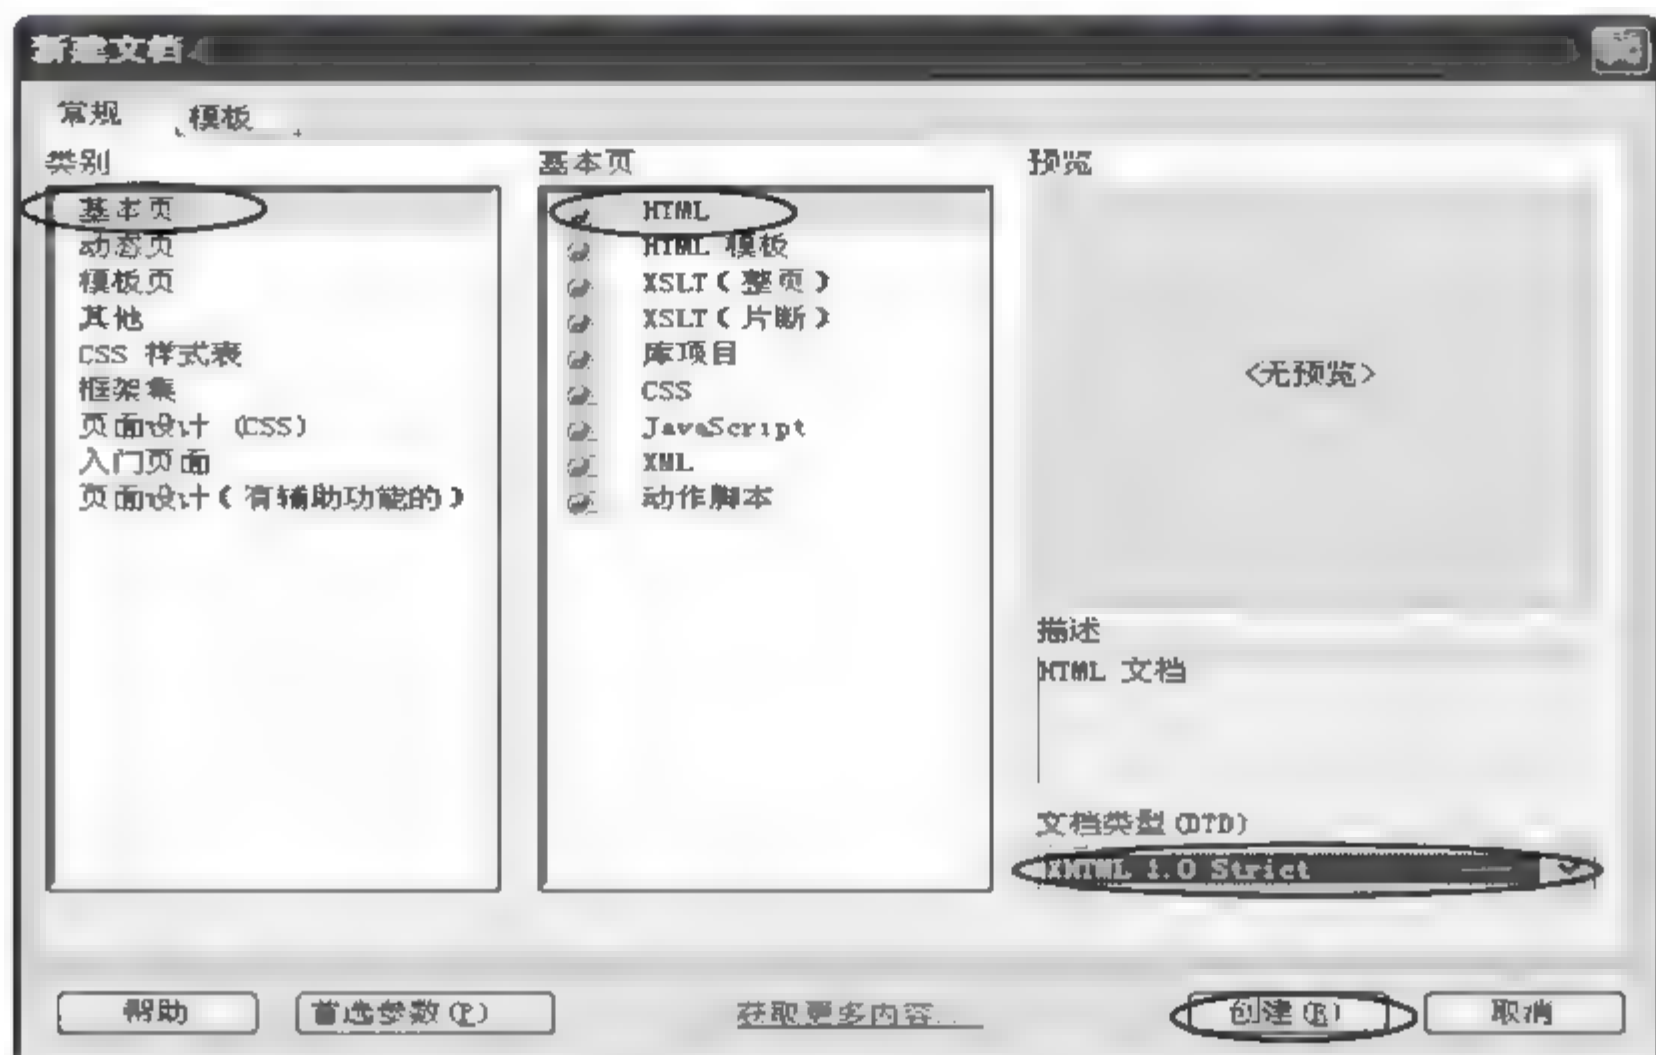 新建文档
常规 模板
类别
基本页
动态页
模板页
其他
CSS 样式表
框架集
页面设计 (CSS)
入门页面
页面设计(有辅助功能的)
基本页
HTML
HTML 模板
XSLT(整页)
XSLT(片断)
库项目
CSS
JavaScript
XML
动作脚本
预览
<无预览>
描述
HTML 文档
文档类型(DTD)
XHTML 1.0 Strict
帮助
首选参数(P)
获取更多内容...
创建(R)
取消